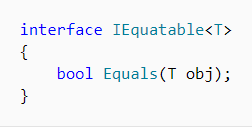 interface IEquatable<T>
{
    bool Equals(T obj);
}